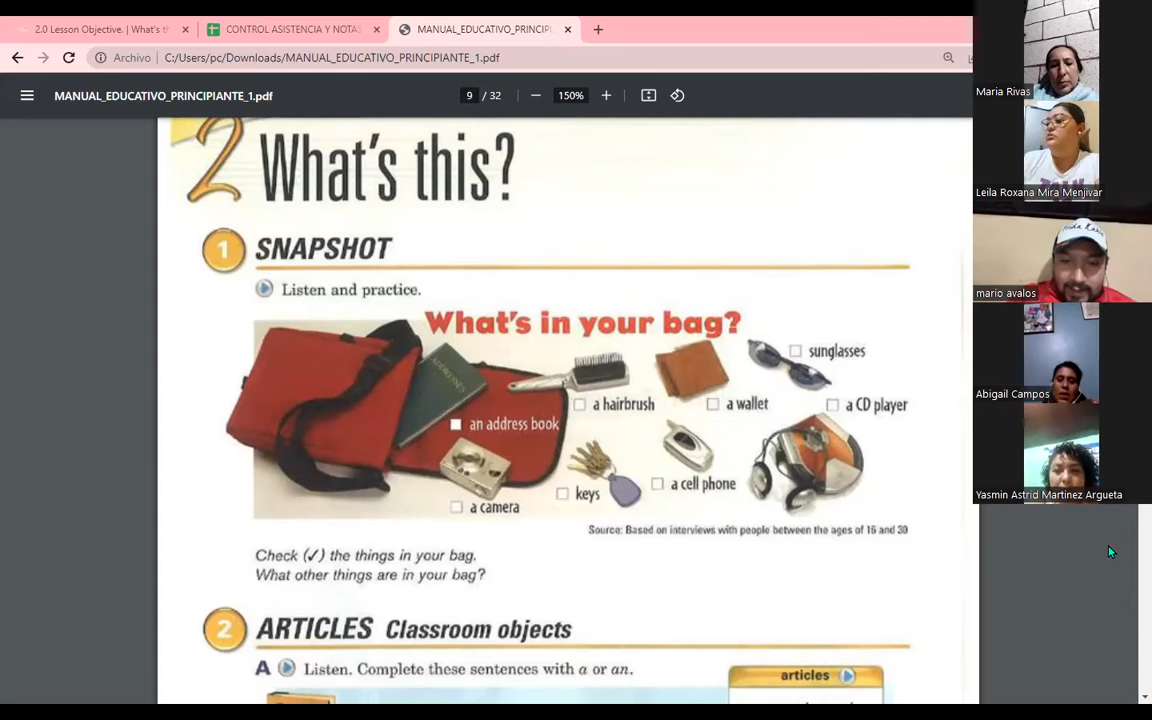 2.0 Lesson Objective. | What's th
CONTROL ASISTENCIA Y NOTAS
MANUAL_EDUCATIVO_PRINCIPI
Archivo
C:/Users/pc/Downloads/MANUAL_EDUCATIVO_PRINCIPIANTE_1.pdf
MANUAL_EDUCATIVO_PRINCIPIANTE_1.pdf
9 / 32
150%
2 What's this?
1 SNAPSHOT
Listen and practice.
What's in your bag?
ADDRESSES
sunglasses
a hairbrush
a wallet
a CD player
an address book
keys
a cell phone
a camera
Source: Based on interviews with people between the ages of 16 and 30
Check (✓) the things in your bag.
What other things are in your bag?
2 ARTICLES Classroom objects
A Listen. Complete these sentences with a or an.
articles
Maria Rivas
Leila Roxana Mira Menjivar
mario avalos
Abigail Campos
Yasmin Astrid Martinez Argueta